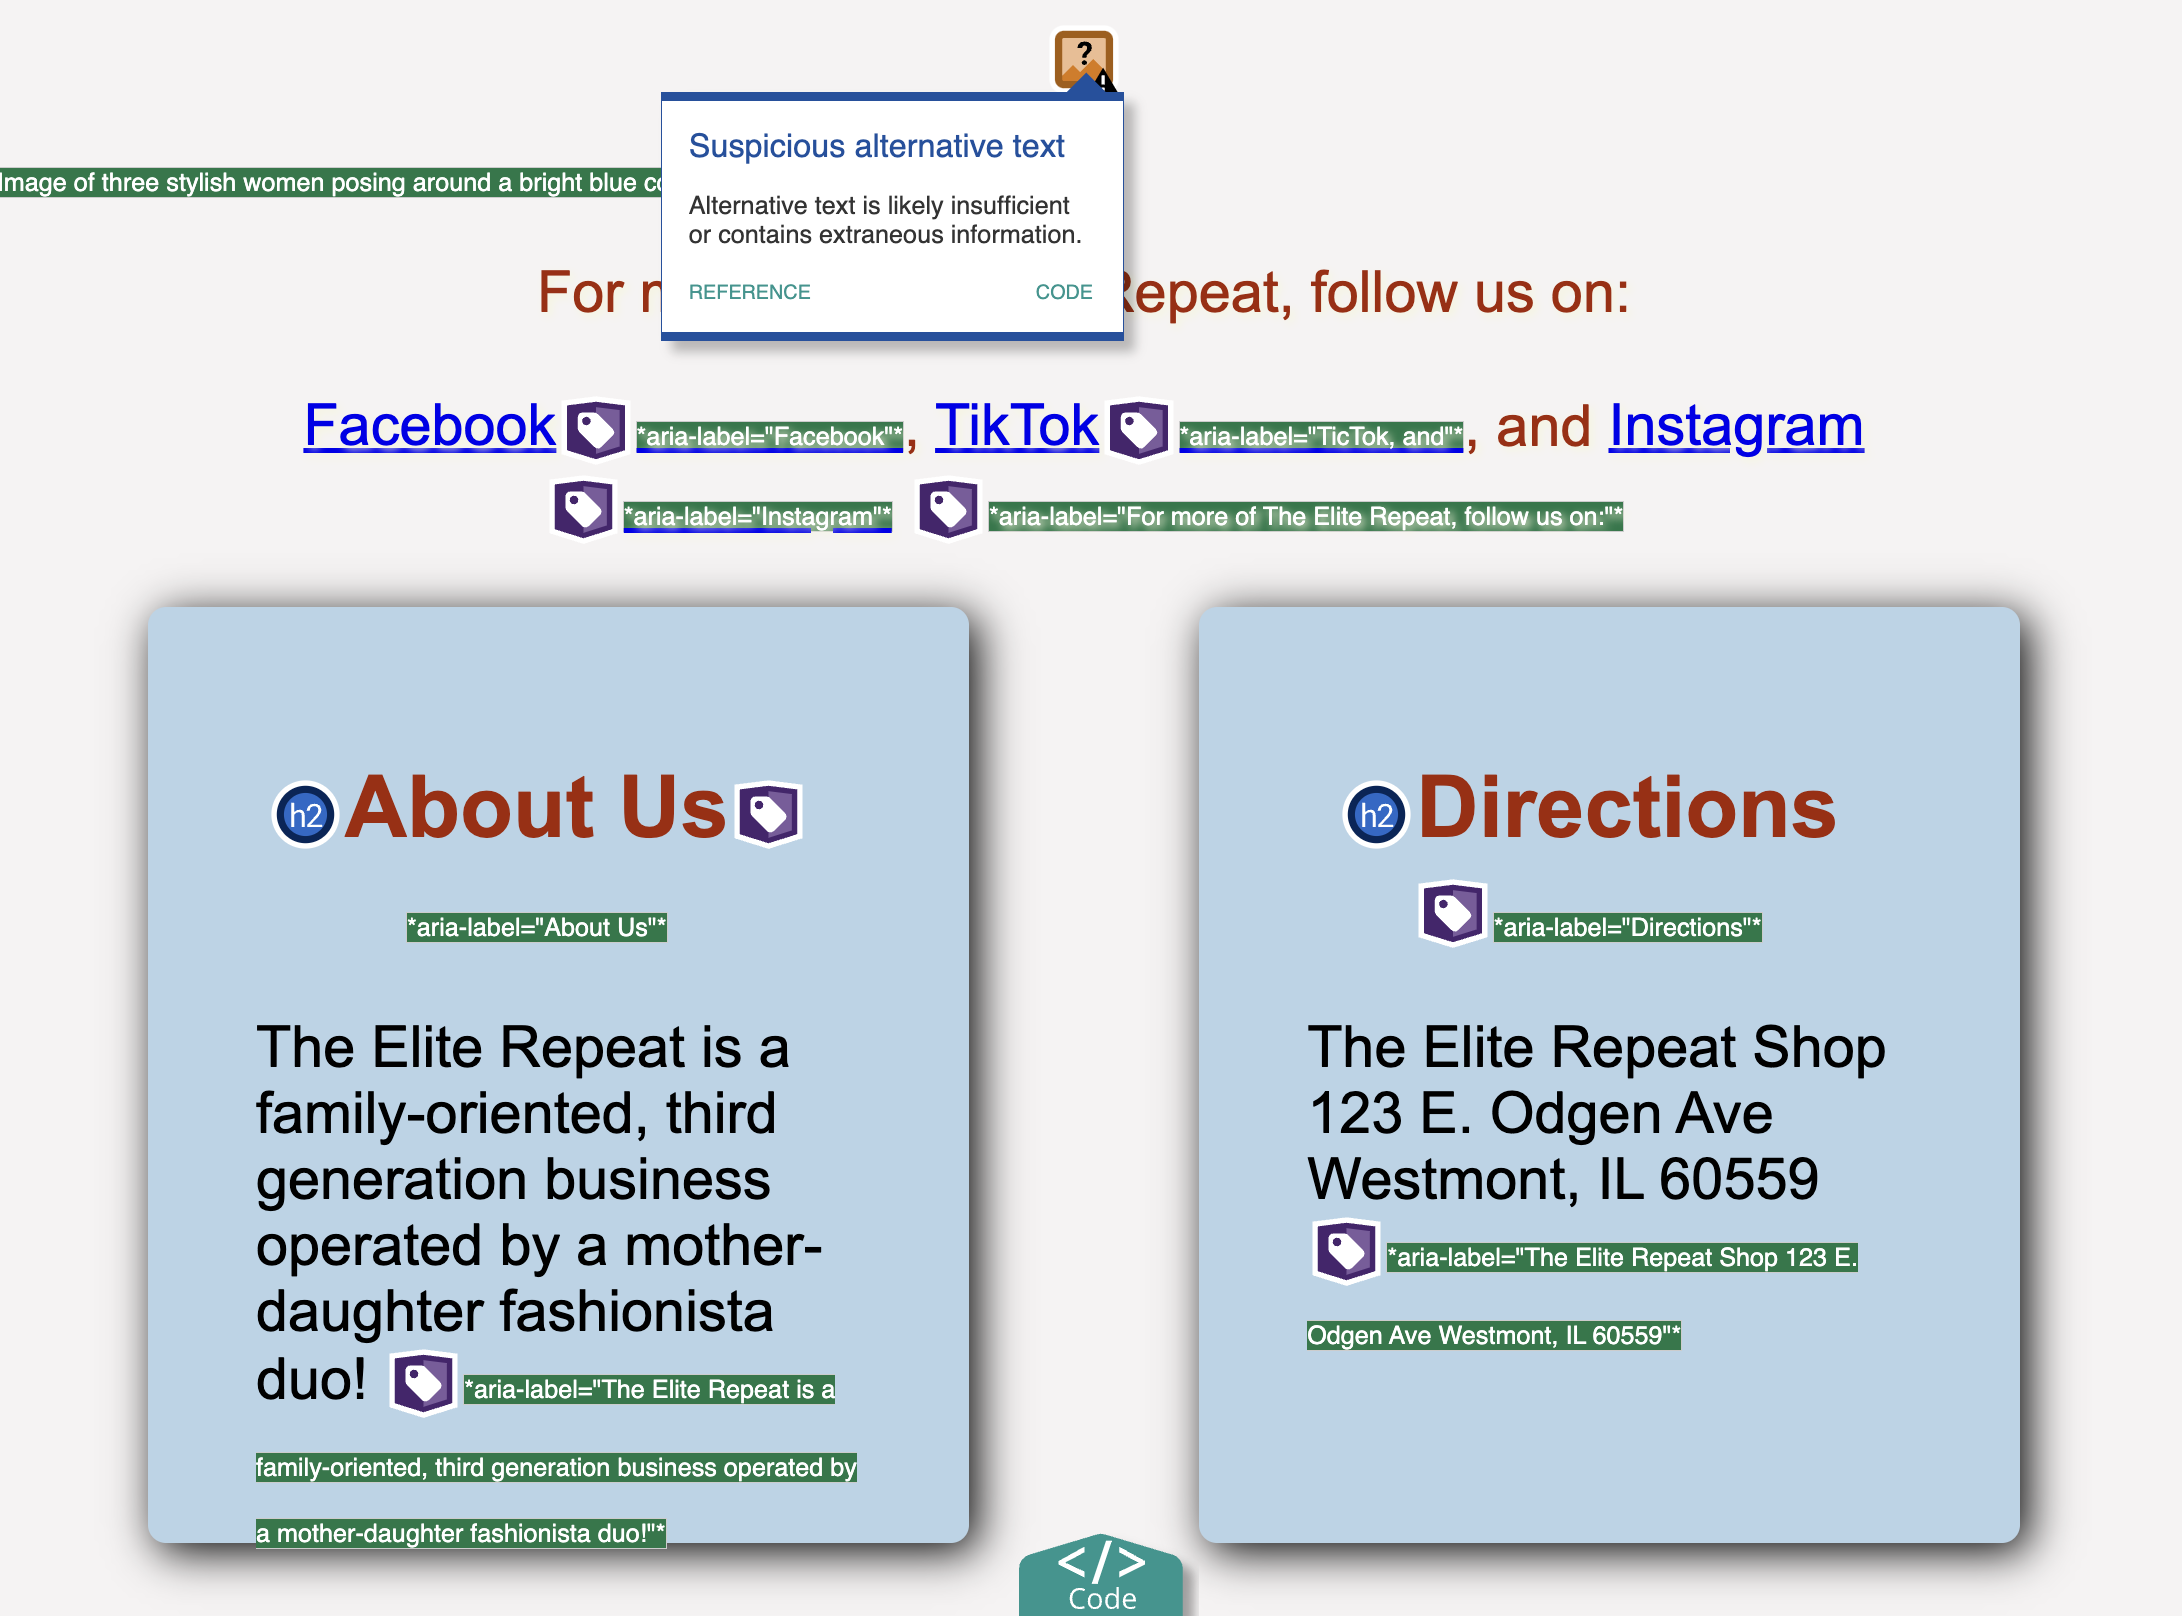 ?
!
Suspicious alternative text
Image of three stylish women posing around a bright blue
Alternative text is likely insufficient
or contains extraneous information.
REFERENCE CODE
For Repeat, follow us on:
Facebook *aria-label="Facebook"*, TikTok *aria-label="TicTok, and"*, and Instagram
*aria-label="Instagram"* *aria-label="For more of The Elite Repeat, follow us on:"*
h2 About Us
*aria-label="About Us"*
The Elite Repeat is a
family-oriented, third
generation business
operated by a mother-
daughter fashionista
duo! *aria-label="The Elite Repeat is a
family-oriented, third generation business operated by
a mother-daughter fashionista duo!"*
h2 Directions
*aria-label="Directions"*
The Elite Repeat Shop
123 E. Odgen Ave
Westmont, IL 60559
*aria-label="The Elite Repeat Shop 123 E.
Odgen Ave Westmont, IL 60559"*
</>
Code